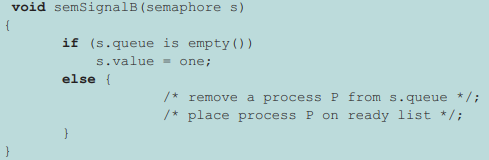 void semSignalB(semaphore s)
{
if (s.queue is empty())
s.value = one;
else {
/* remove a process P from s.queue */;
/* place process P on ready list */;
}
}